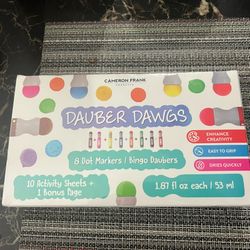 CAMERON FRANK
DAUBER DAWGS
8 Dot Markers / Bingo Daubers
ENHANCE
CREATIVITY
EASY TO GRIP
DRIES QUICKLY
10 Activity Sheets +
1 Bonus Page
1.87 fl oz each / 53 ml